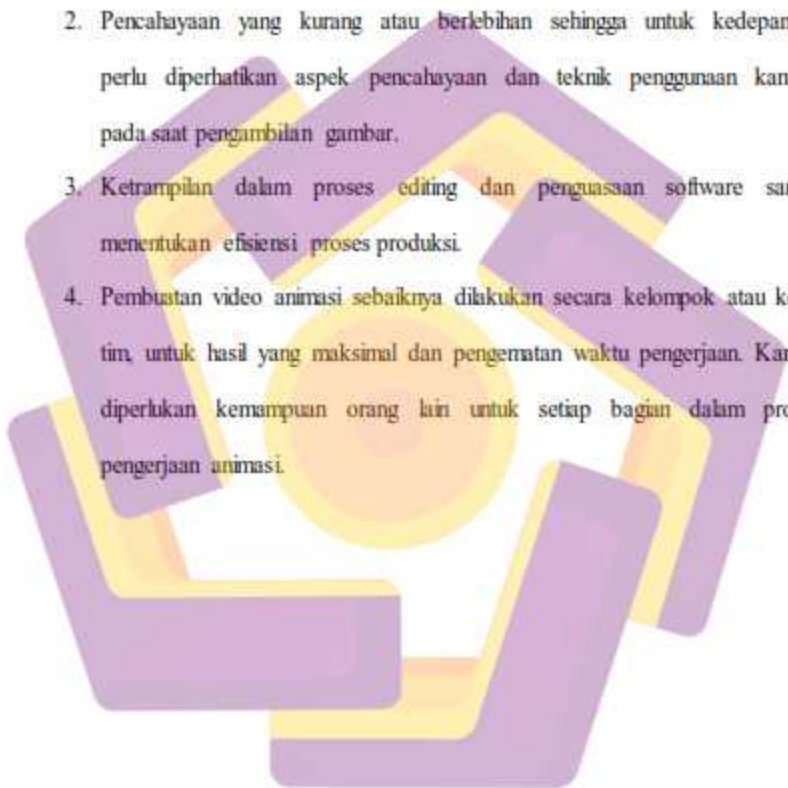 2. Pencahayaan yang kurang atau berlebihan sehingga untuk kedepan
perlu diperhatikan aspek pencahayaan dan teknik penggunaan kam
pada saat pengambilan gambar.
3. Ketrampilan dalam proses editing dan penguasaan software san
menentukan efisiensi proses produksi.
4. Pembuatan video animasi sebaiknya dilakukan secara kelompok atau k
tim, untuk hasil yang maksimal dan pengematan waktu pengerjaan. Kar
diperlukan kemampuan orang lain untuk setiap bagian dalam pro
pengerjaan animasi.